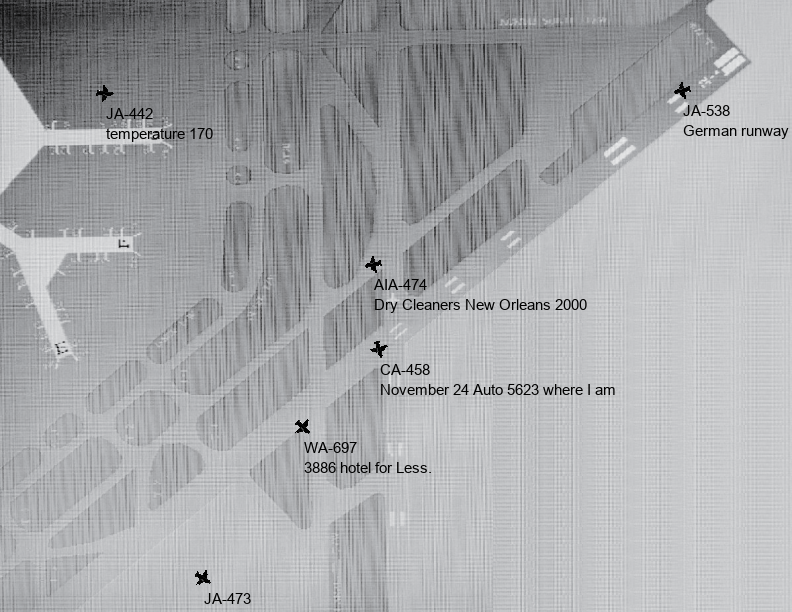 JA-442
temperature 170
JA-538
German runway
AIA-474
Dry Cleaners New Orleans 2000
CA-458
November 24 Auto 5623 where I am
WA-697
3886 hotel for Less.
JA-473